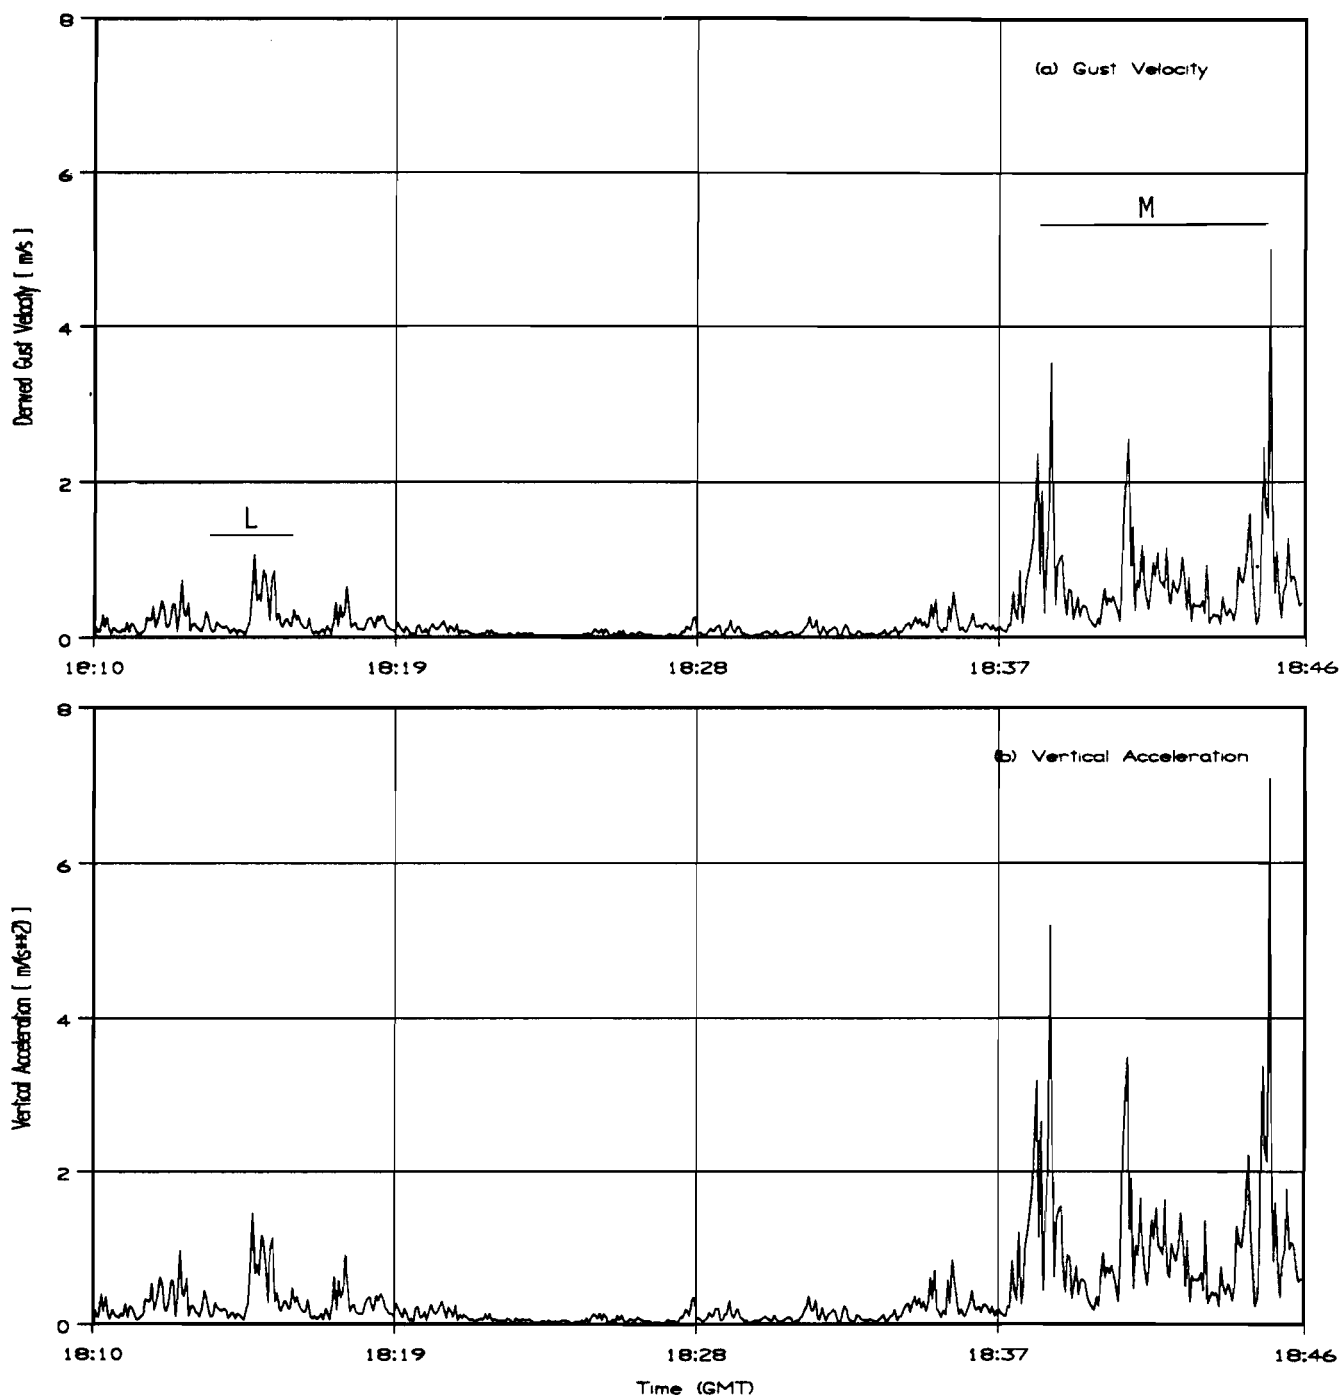 8
(a) Gust Velocity
6
M
Derived Gust Velocity [ m/s ]
4
2
L
0
18:10 18:19 18:28 18:37 18:46
8
(b) Vertical Acceleration
6
Vertical Acceleration [ m/(s**2) ]
4
2
0
18:10 18:19 18:28 18:37 18:46
Time (GMT)